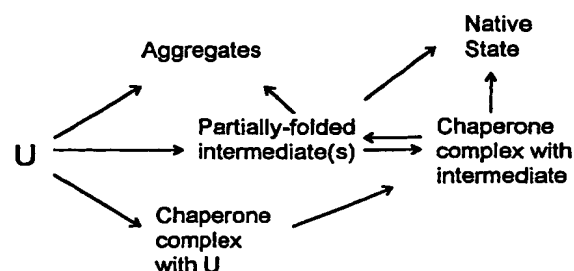 Native
State
Aggregates
U
Partially-folded
intermediate(s)
Chaperone
complex with
intermediate
Chaperone
complex
with U